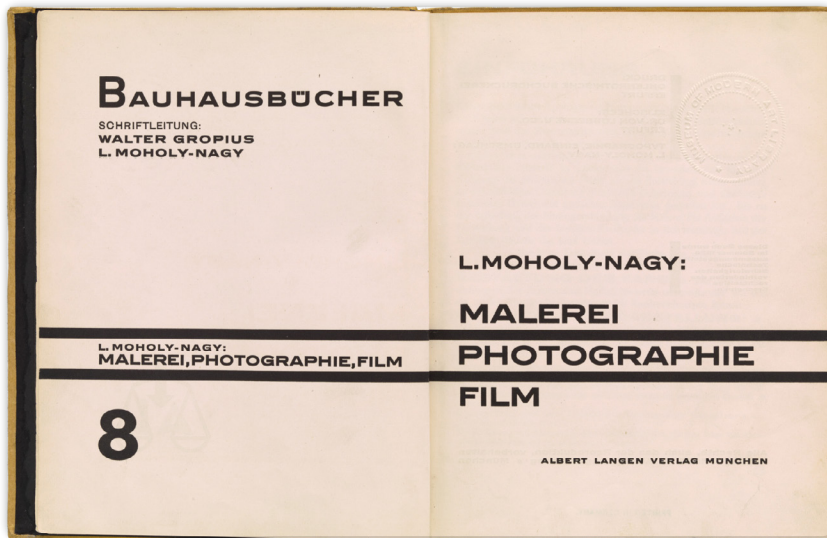 BAUHAUSBÜCHER
SCHRIFTLEITUNG:
WALTER GROPIUS
L. MOHOLY-NAGY
L. MOHOLY-NAGY:
MALEREI, PHOTOGRAPHIE, FILM
8
L. MOHOLY-NAGY:
MALEREI
PHOTOGRAPHIE
FILM
ALBERT LANGEN VERLAG MÜNCHEN